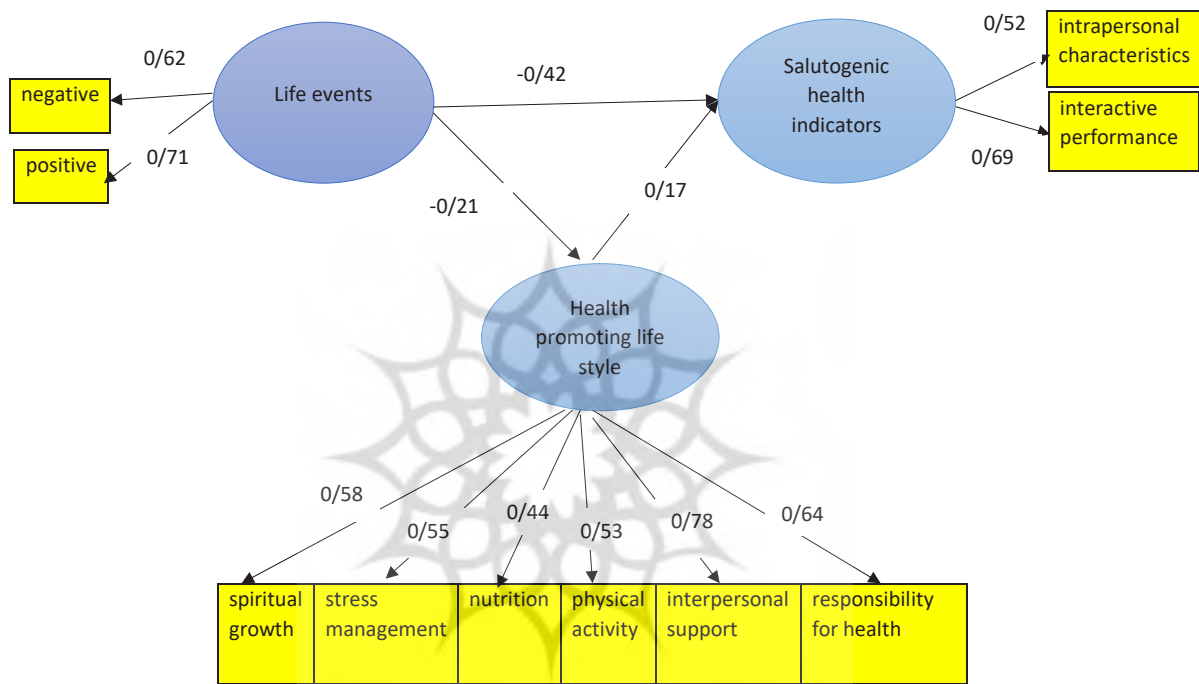 0/62
negative
positive
0/71
Life events
-0/42
Salutogenic
health
indicators
0/52
intrapersonal
characteristics
interactive
performance
0/69
-0/21
0/17
Health
promoting life
style
0/58
0/55
0/44
0/53
0/78
0/64
spiritual
growth
stress
management
nutrition
physical
activity
interpersonal
support
responsibility
for health